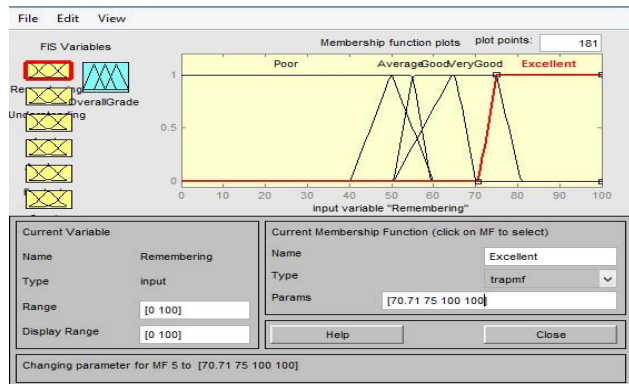 File Edit View
FIS Variables
Membership function plots plot points: 181
Poor Average Good VeryGood Excellent
1
0.5
0
OverallGrade
0 10 20 30 40 50 60 70 80 90 100
input variable "Remembering"
Current Variable
Name Remembering
Type input
Range [0 100]
Display Range [0 100]
Current Membership Function (click on MF to select)
Name Excellent
Type trapmf
Params [70.71 75 100 100]
Help Close
Changing parameter for MF 5 to [70.71 75 100 100]